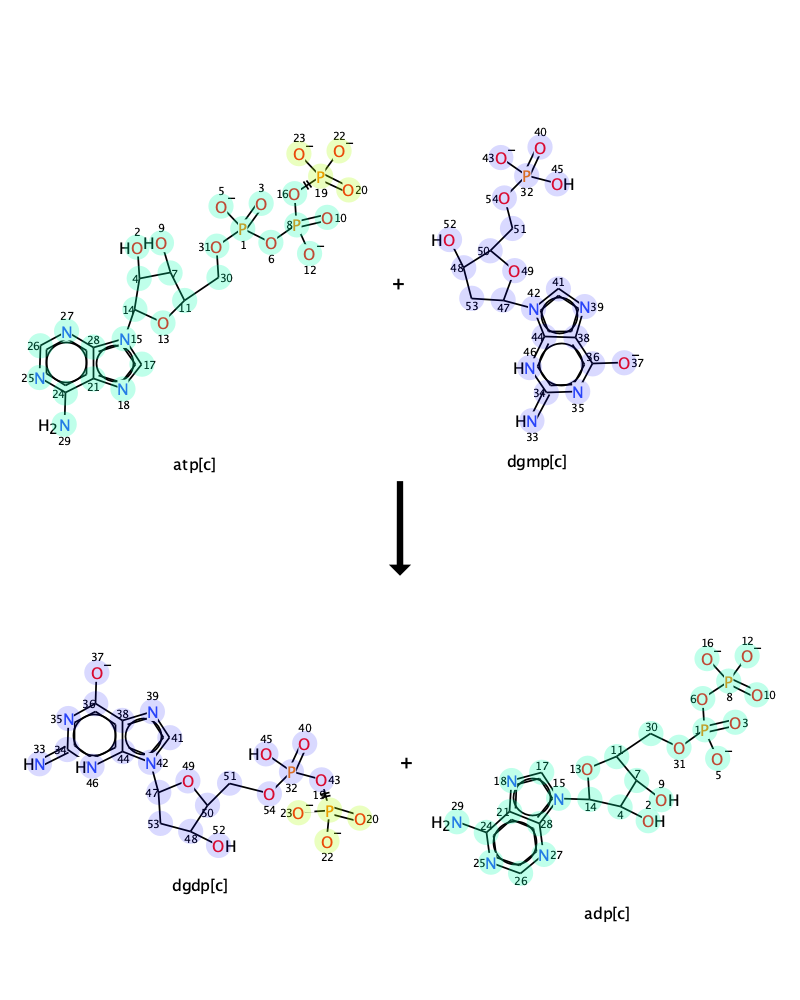 23 O− 22 O− 16 O P 19 O 20
5 O− 3 O 8 P O 10
31 O P 1 O 6 O− 12
2 HO 9 HO 4 7 30
14 11 O 13
27 N 28 N 15 26 17
25 N 24 21 N 18
H2N 29
atp[c]
+
40 O 43 O− P 32 45 OH
54 O 51
52 HO 50 48 O 49
53 47 42 N 41 N 39
44 38 46 HN 36 O− 37
34 N 35
HN 33
dgmp[c]
37 O−
36 39 N 35 N 38 41
33 HN 34 HN 46 44 N 42
49 O 51 47 50 53 48 52 OH
45 HO 40 O P 32 O 43 O 54
19 23 O− P O 20 O− 22
dgdp[c]
+
16 O− 12 O− P 8 O 10
6 O 1 P O 3
30 O 31 O− 5
13 O 11 7 9 OH 2 OH 14 4
18 N 17 15 N
29 H2N 24 21 28
25 N 26 N 27
adp[c]